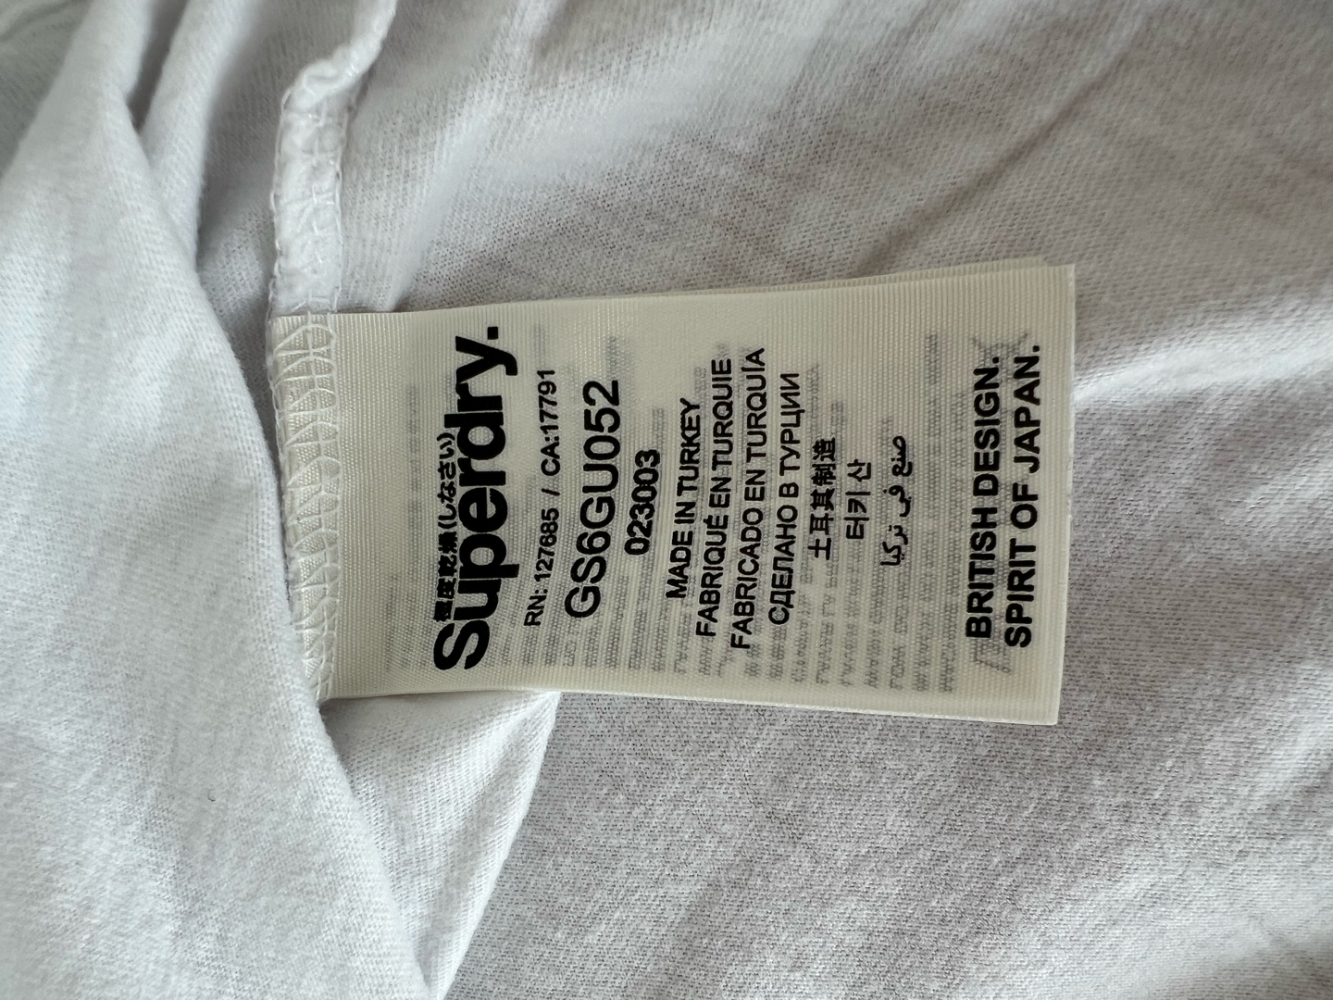 極度乾燥(しなさい)
Superdry.
RN: 127685 / CA:17791
GS6GU052
023003
MADE IN TURKEY
FABRIQUÉ EN TURQUIE
FABRICADO EN TURQUÍA
СДЕЛАНО В ТУРЦИИ
土耳其制造
터키 산
صنع في تركيا
BRITISH DESIGN.
SPIRIT OF JAPAN.